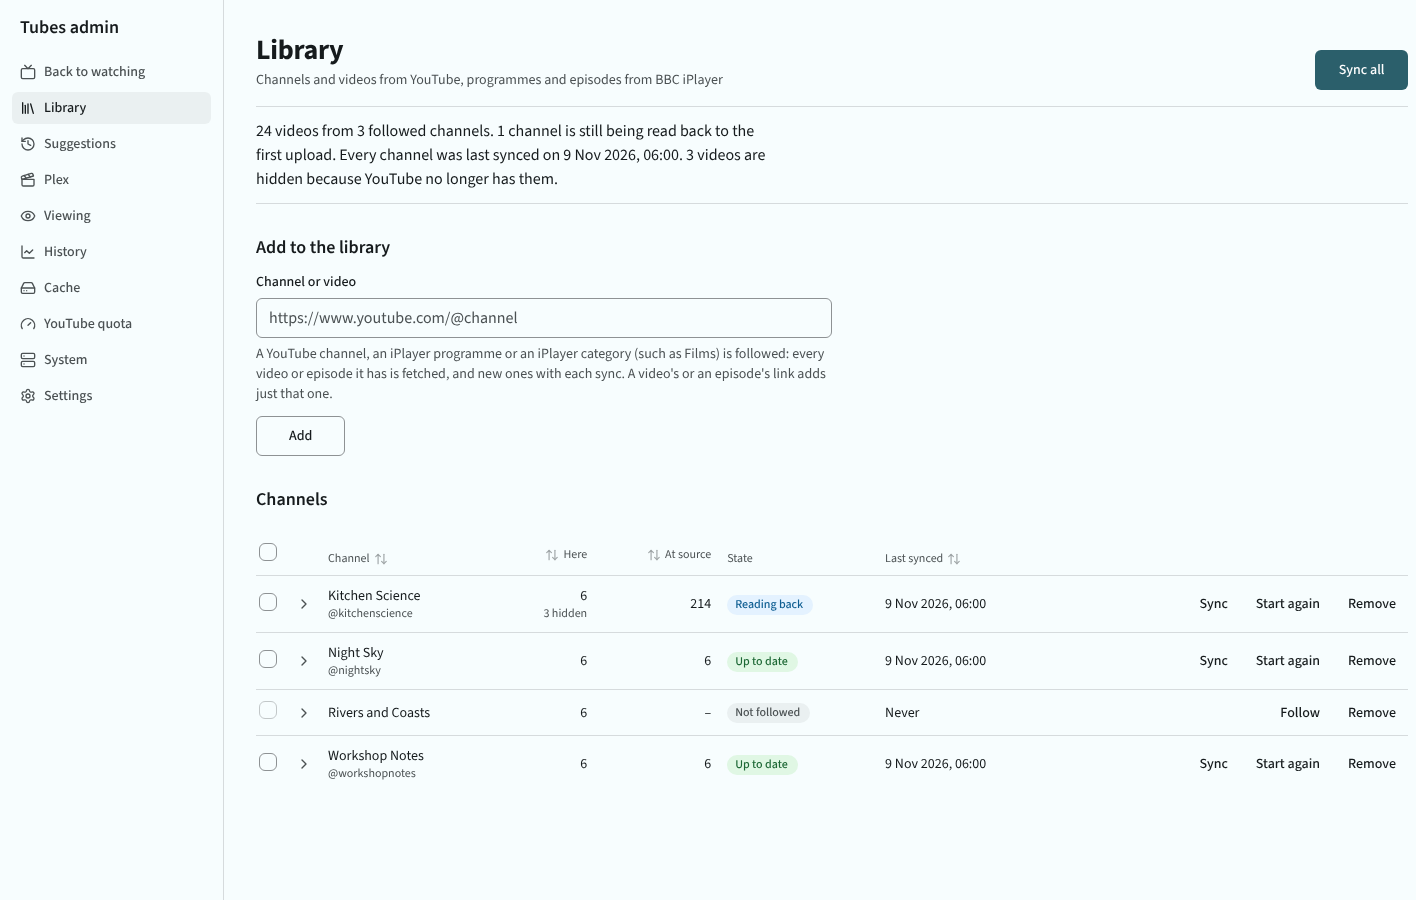 Tubes admin
Back to watching
Library
Suggestions
Plex
Viewing
History
Cache
YouTube quota
System
Settings
Library
Channels and videos from YouTube, programmes and episodes from BBC iPlayer
Sync all
24 videos from 3 followed channels. 1 channel is still being read back to the
first upload. Every channel was last synced on 9 Nov 2026, 06:00. 3 videos are
hidden because YouTube no longer has them.
Add to the library
Channel or video
https://www.youtube.com/@channel
A YouTube channel, an iPlayer programme or an iPlayer category (such as Films) is followed: every
video or episode it has is fetched, and new ones with each sync. A video's or an episode's link adds
just that one.
Add
Channels
Channel Here At source State Last synced
Kitchen Science 6 214 Reading back 9 Nov 2026, 06:00 Sync Start again Remove
@kitchenscience 3 hidden
Night Sky 6 6 Up to date 9 Nov 2026, 06:00 Sync Start again Remove
@nightsky
Rivers and Coasts 6 – Not followed Never Follow Remove
Workshop Notes 6 6 Up to date 9 Nov 2026, 06:00 Sync Start again Remove
@workshopnotes